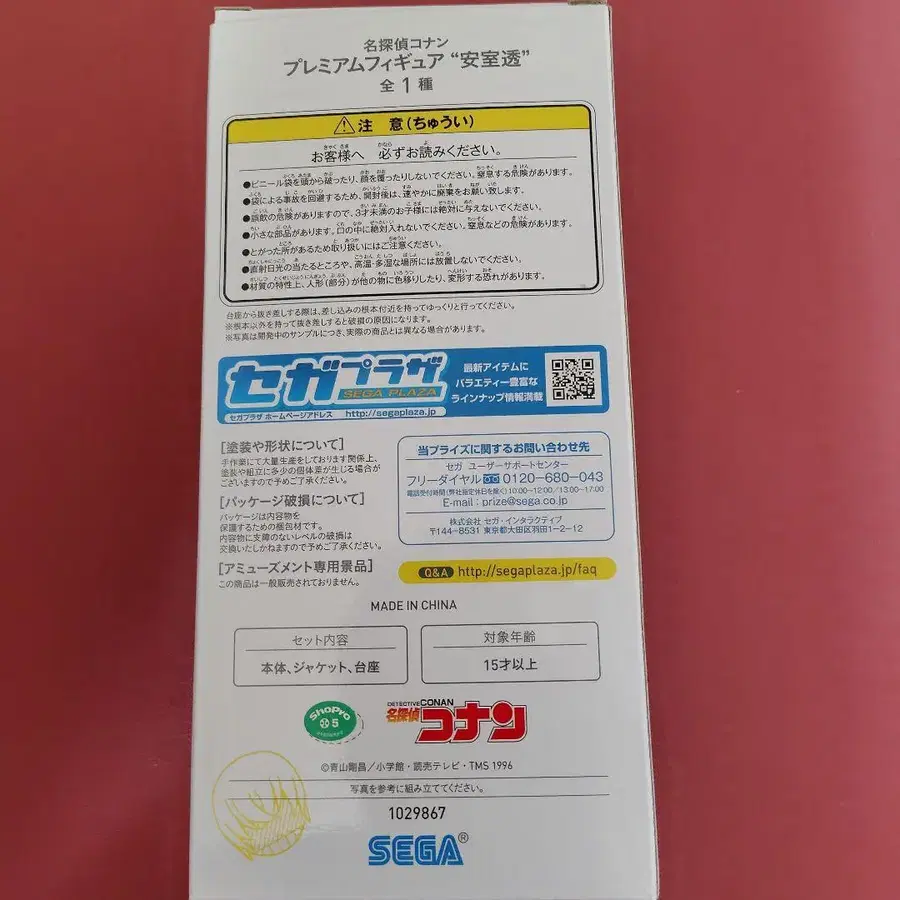 名探偵コナン
プレミアムフィギュア “安室透”
全1種
⚠注 意(ちゅうい)
お客様へ 必ずお読みください。
●ビニール袋を頭から被ったり、顔を覆ったりしないでください。窒息する危険があります。
●袋による事故を回避するため、開封後は、速やかに廃棄をお願い致します。
●誤飲の危険がありますので、3才未満のお子様には絶対に与えないでください。
●小さな部品があります。口の中に絶対入れないでください。窒息などの危険があります。
●とがった所があるため取り扱いにはご注意ください。
●直射日光の当たるところや、高温・多湿な場所には放置しないでください。
●材質の特性上、人形(部分)が他の物に色移りしたり、変形する恐れがあります。
台座から抜き差しする際は、差し込みの根本付近を持ってゆっくりと行ってください。
※根本以外を持って抜き差しすると破損の原因になります。
※写真は開発中のサンプルにつき、実際の商品とは異なる場合があります。
セガプラザ
SEGA PLAZA
セガプラザ ホームページアドレス http://segaplaza.jp
最新アイテムに
バラエティー豊富な
ラインナップ情報満載
[塗装や形状について]
手作業にて大量生産をしております関係上、
塗装や組立に多少の個体差が生じる場合が
ございますので予めご了承ください。
[パッケージ破損について]
パッケージは内容物を
保護するための梱包材です。
内容物に支障のないレベルの破損は
交換いたしかねますので予めご了承ください。
[アミューズメント専用景品]
この商品は一般販売されておりません。
当プライズに関するお問い合わせ先
セガ ユーザーサポートセンター
フリーダイヤル 0120-680-043
電話受付時間(弊社指定休日を除く)10:00~12:00/13:00~17:00
E-mail : prize@sega.co.jp
株式会社 セガ・インタラクティブ
〒144-8531 東京都大田区羽田1-2-12
Q&A http://segaplaza.jp/faq
MADE IN CHINA
セット内容
本体、ジャケット、台座
対象年齢
15才以上
ShoPro
5
DETECTIVE CONAN
名探偵コナン
©青山剛昌/小学館・読売テレビ・TMS 1996
写真を参考に組み立ててください。
1029867
SEGA®